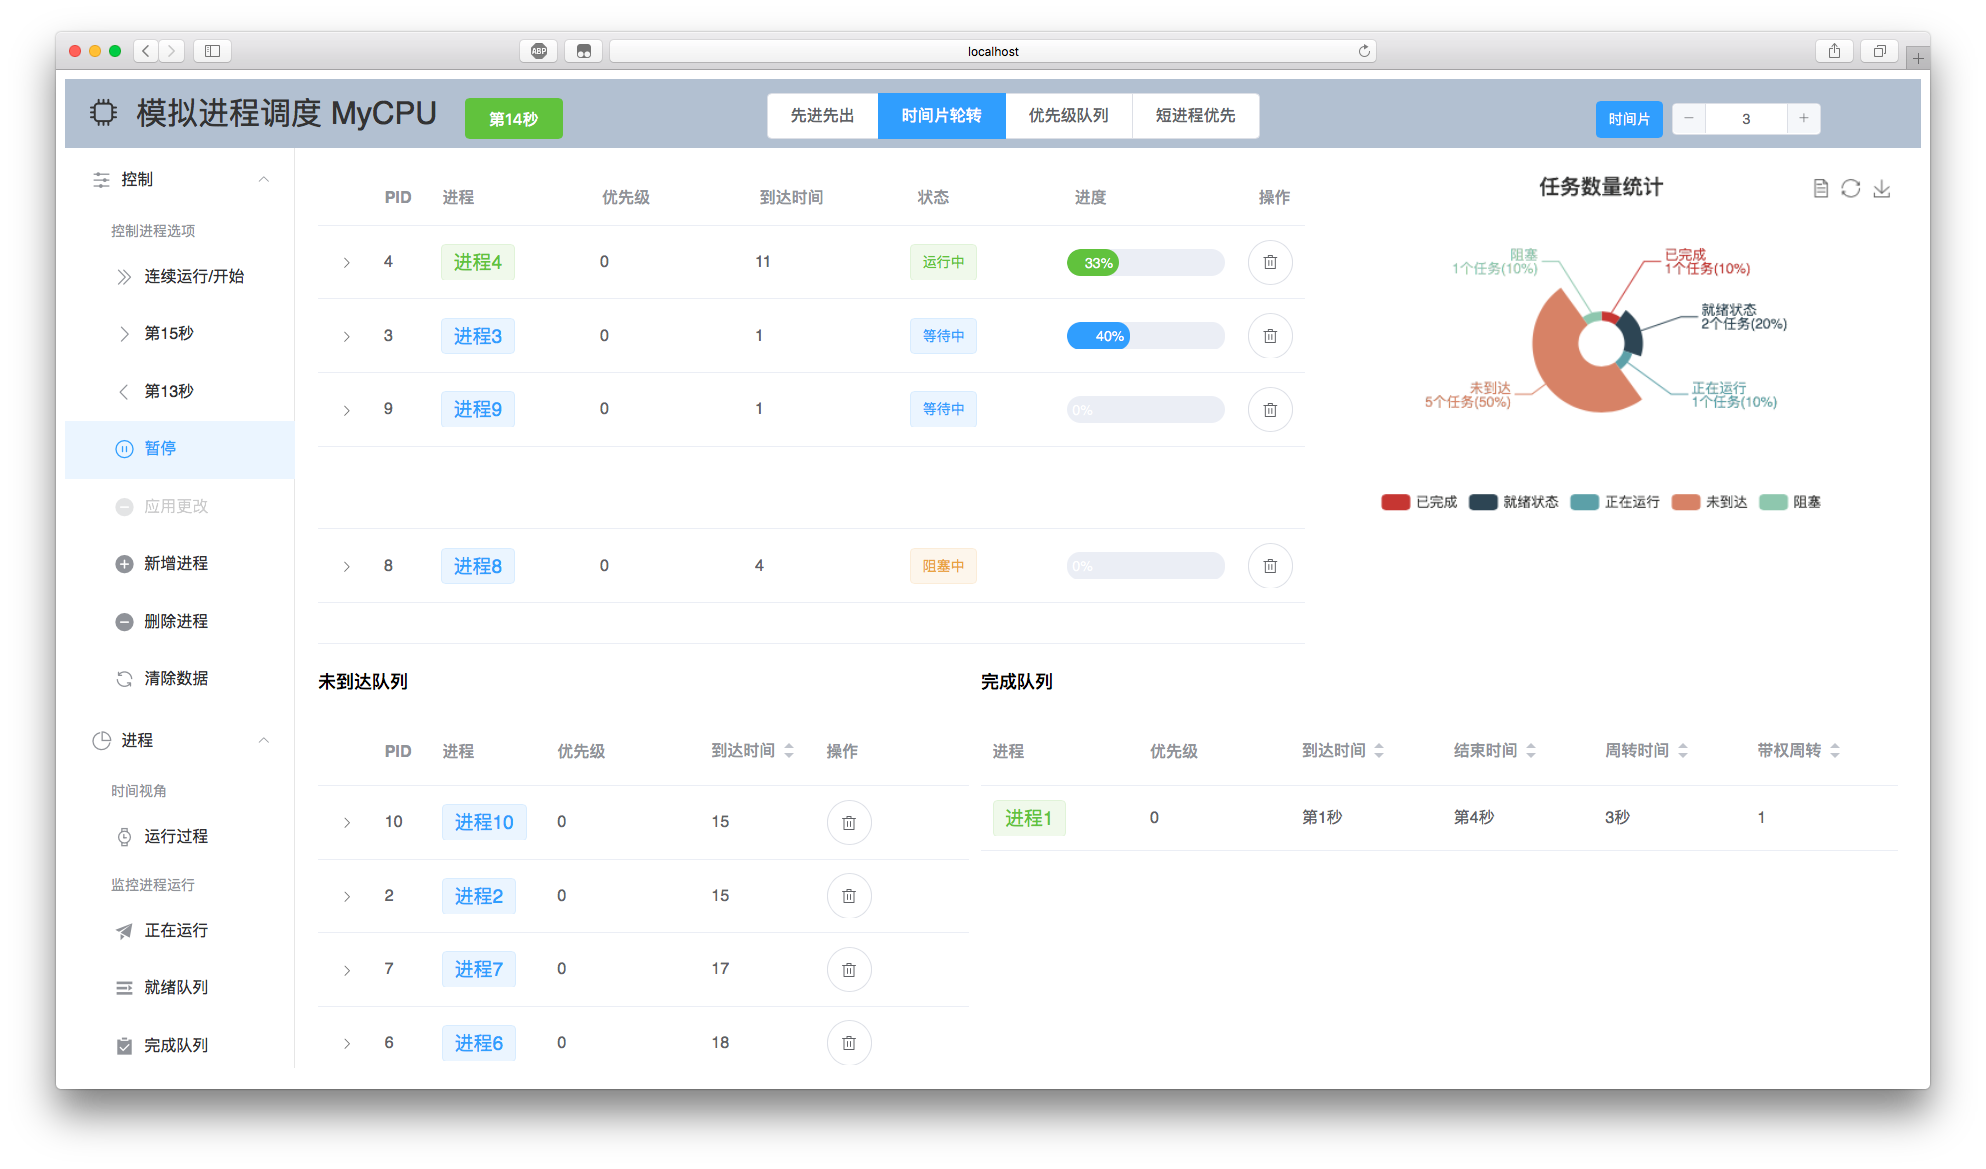 ABP
localhost
模拟进程调度 MyCPU 第14秒 先进先出 时间片轮转 优先级队列 短进程优先 时间片 − 3 +
控制
控制进程选项
连续运行/开始
第15秒
第13秒
暂停
应用更改
新增进程
删除进程
清除数据
进程
时间视角
运行过程
监控进程运行
正在运行
就绪队列
完成队列
PID 进程 优先级 到达时间 状态 进度 操作
4 进程4 0 11 运行中 33%
3 进程3 0 1 等待中 40%
9 进程9 0 1 等待中 0%
8 进程8 0 4 阻塞中 0%
任务数量统计
阻塞
1个任务(10%)
已完成
1个任务(10%)
就绪状态
2个任务(20%)
未到达
5个任务(50%)
正在运行
1个任务(10%)
已完成 就绪状态 正在运行 未到达 阻塞
未到达队列
PID 进程 优先级 到达时间 操作
10 进程10 0 15
2 进程2 0 15
7 进程7 0 17
6 进程6 0 18
完成队列
进程 优先级 到达时间 结束时间 周转时间 带权周转
进程1 0 第1秒 第4秒 3秒 1